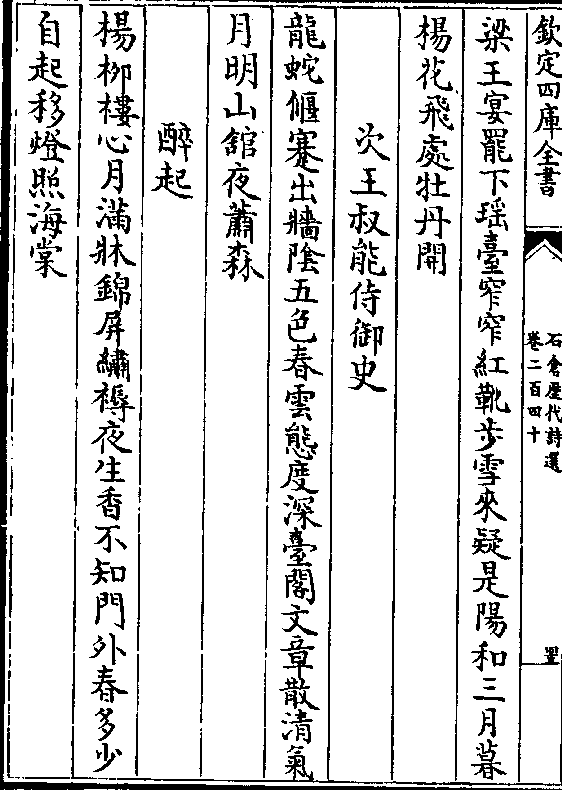 欽定四庫全書
石倉歷代詩選
卷二百四十
梁王宴罷下瑶臺窄窄紅靴步雪來疑是陽和三月暮
楊花飛處牡丹開
次王叔能侍御史
龍蛇偃蹇出牆陰五色春雲態度深臺閣文章散清氣
月明山舘夜蕭森
醉起
楊栁樓心月滿牀錦屏繡褥夜生香不知門外春多少
自起移燈照海棠